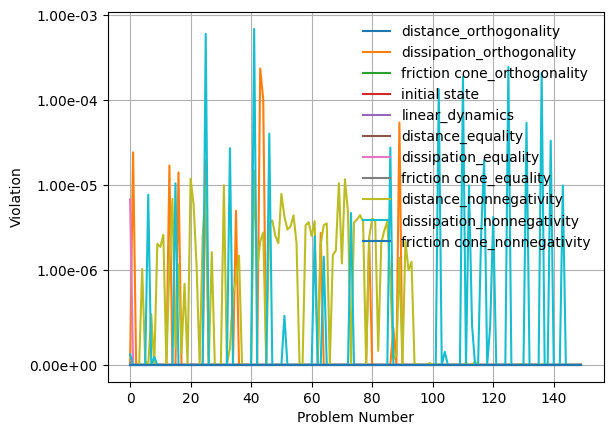 1.00e-03
1.00e-04
1.00e-05
1.00e-06
0.00e+00
Violation
distance_orthogonality
dissipation_orthogonality
friction cone_orthogonality
initial state
linear_dynamics
distance_equality
dissipation_equality
friction cone_equality
distance_nonnegativity
dissipation_nonnegativity
friction cone_nonnegativity
0 20 40 60 80 100 120 140
Problem Number